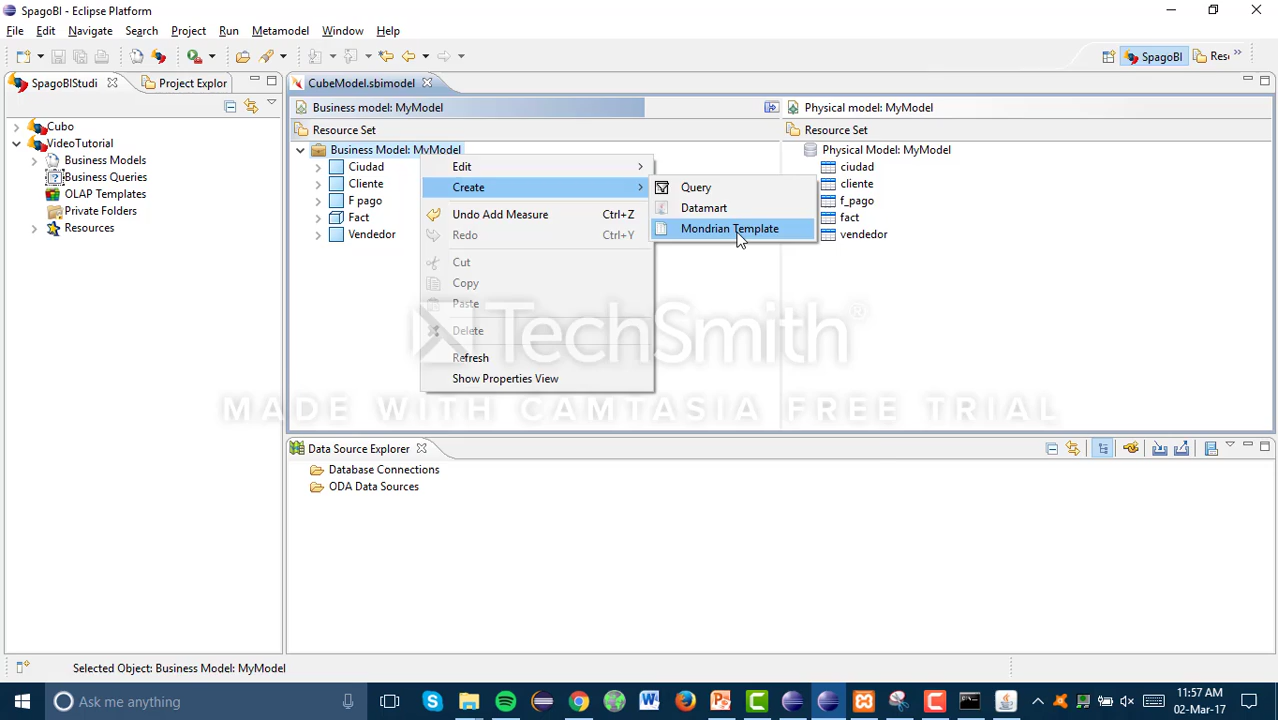 SpagoBI - Eclipse Platform
File Edit Navigate Search Project Run Metamodel Window Help
SpagoBI
Res
SpagoBIStudi
Project Explor
CubeModel.sbimodel
Business model: MyModel
Physical model: MyModel
Cubo
VideoTutorial
Business Models
Business Queries
OLAP Templates
Private Folders
Resources
Resource Set
Business Model: MyModel
Ciudad
Cliente
F pago
Fact
Vendedor
Edit
Create
Undo Add Measure Ctrl+Z
Redo Ctrl+Y
Cut
Copy
Paste
Delete
Refresh
Show Properties View
Query
Datamart
Mondrian Template
Resource Set
Physical Model: MyModel
ciudad
cliente
f_pago
fact
vendedor
TechSmith®
MADE WITH CAMTASIA FREE TRIAL
Data Source Explorer
Database Connections
ODA Data Sources
Selected Object: Business Model: MyModel
Ask me anything
11:57 AM
02-Mar-17